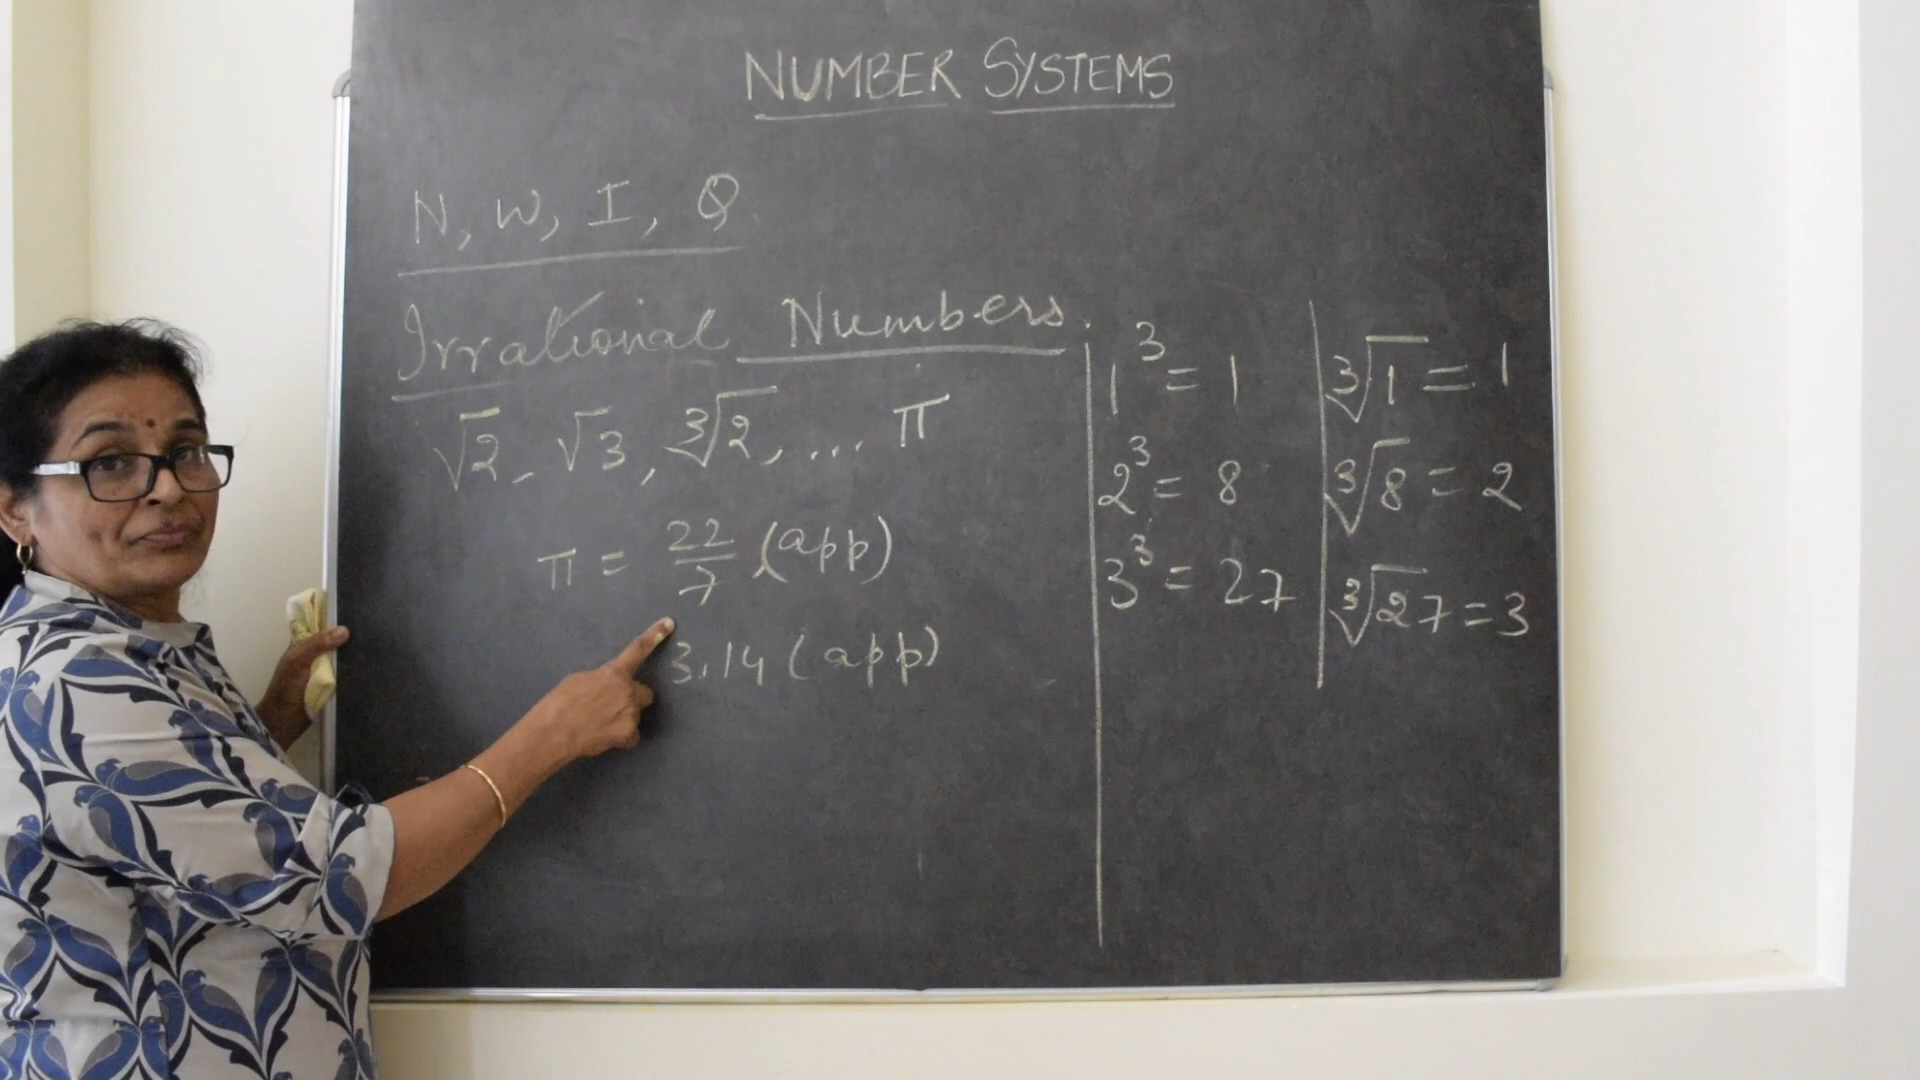 NUMBER SYSTEMS
N, W, I, Q
Irrational Numbers.
√2, √3, ∛2, ... π
π = 22/7 (app)
3.14 (app)
1³ = 1
2³ = 8
3³ = 27
∛1 = 1
∛8 = 2
∛27 = 3